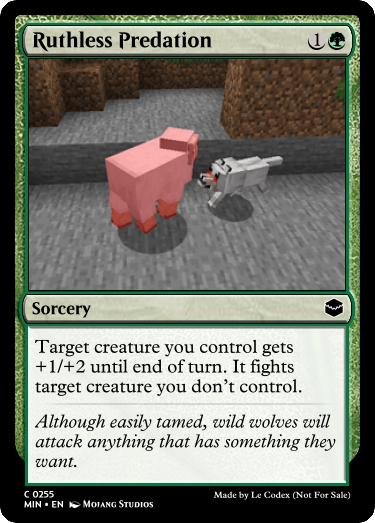 Ruthless Predation 1
Sorcery
Target creature you control gets
+1/+2 until end of turn. It fights
target creature you don't control.
Although easily tamed, wild wolves will
attack anything that has something they
want.
C 0255
MIN • EN Mojang Studios
Made by Le Codex (Not For Sale)